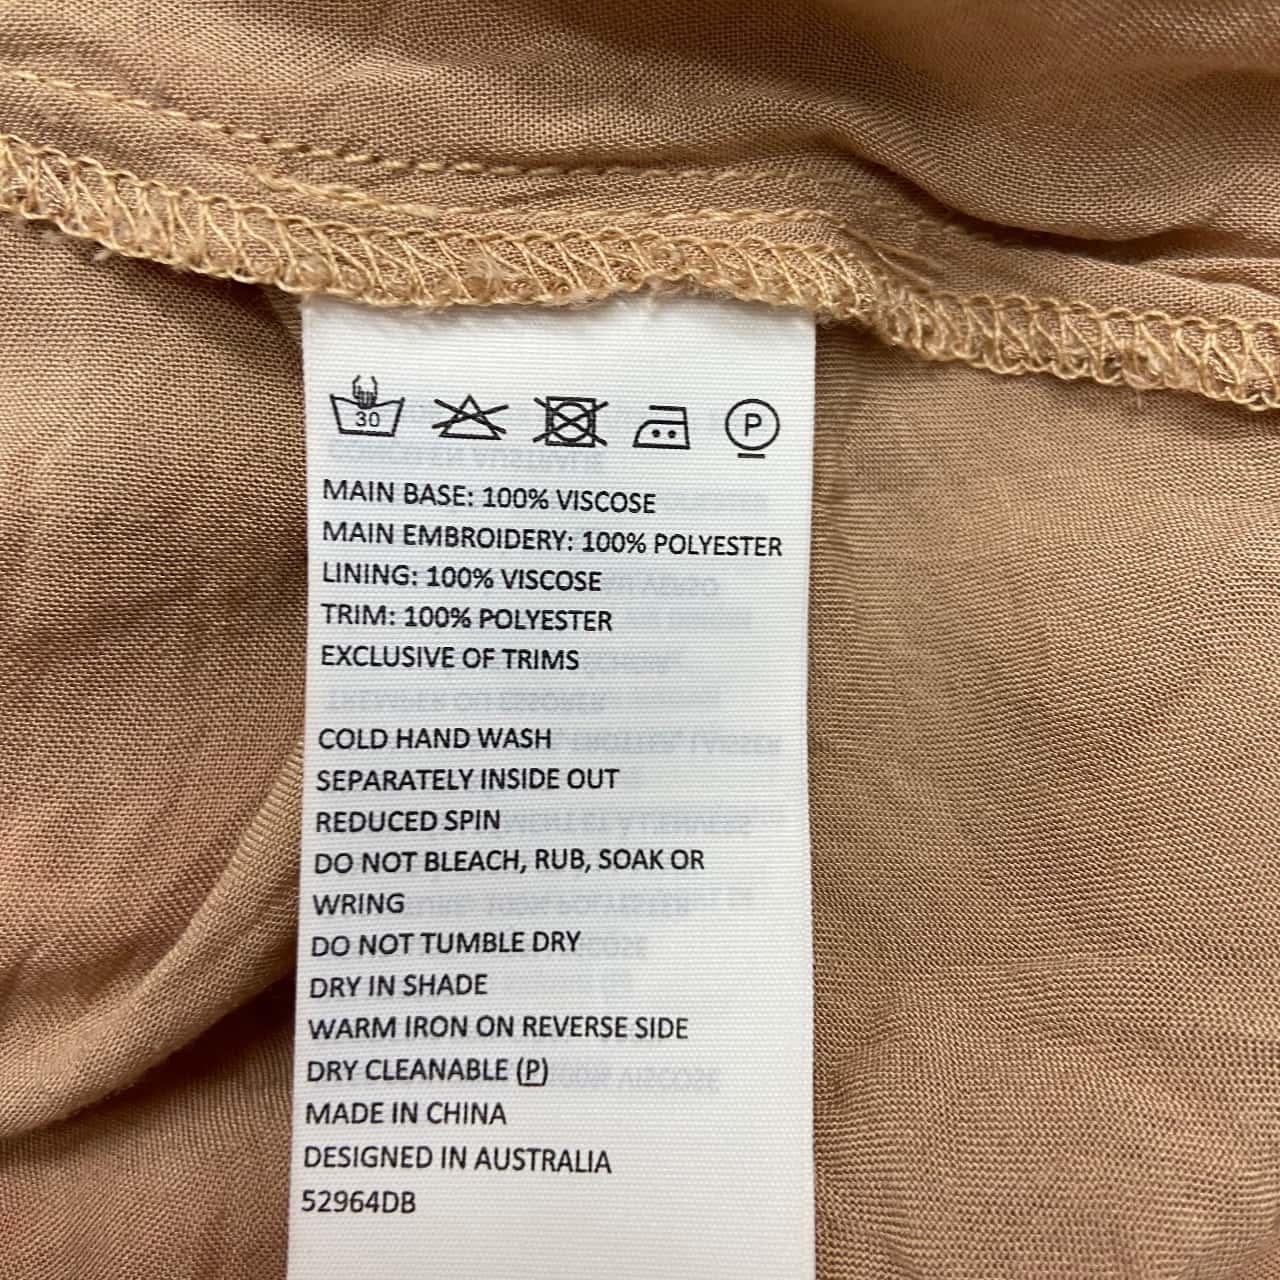 30 P
MAIN BASE: 100% VISCOSE
MAIN EMBROIDERY: 100% POLYESTER
LINING: 100% VISCOSE
TRIM: 100% POLYESTER
EXCLUSIVE OF TRIMS
COLD HAND WASH
SEPARATELY INSIDE OUT
REDUCED SPIN
DO NOT BLEACH, RUB, SOAK OR
WRING
DO NOT TUMBLE DRY
DRY IN SHADE
WARM IRON ON REVERSE SIDE
DRY CLEANABLE (P)
MADE IN CHINA
DESIGNED IN AUSTRALIA
52964DB